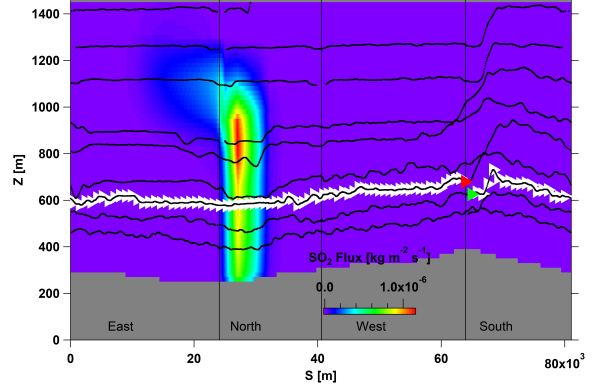 1400
1200
1000
800
600
400
200
0
Z [m]
SO₂ Flux [kg m⁻² s⁻¹]
0.0 1.0x10⁻⁶
East North West South
0 20 40 60 80x10³
S [m]